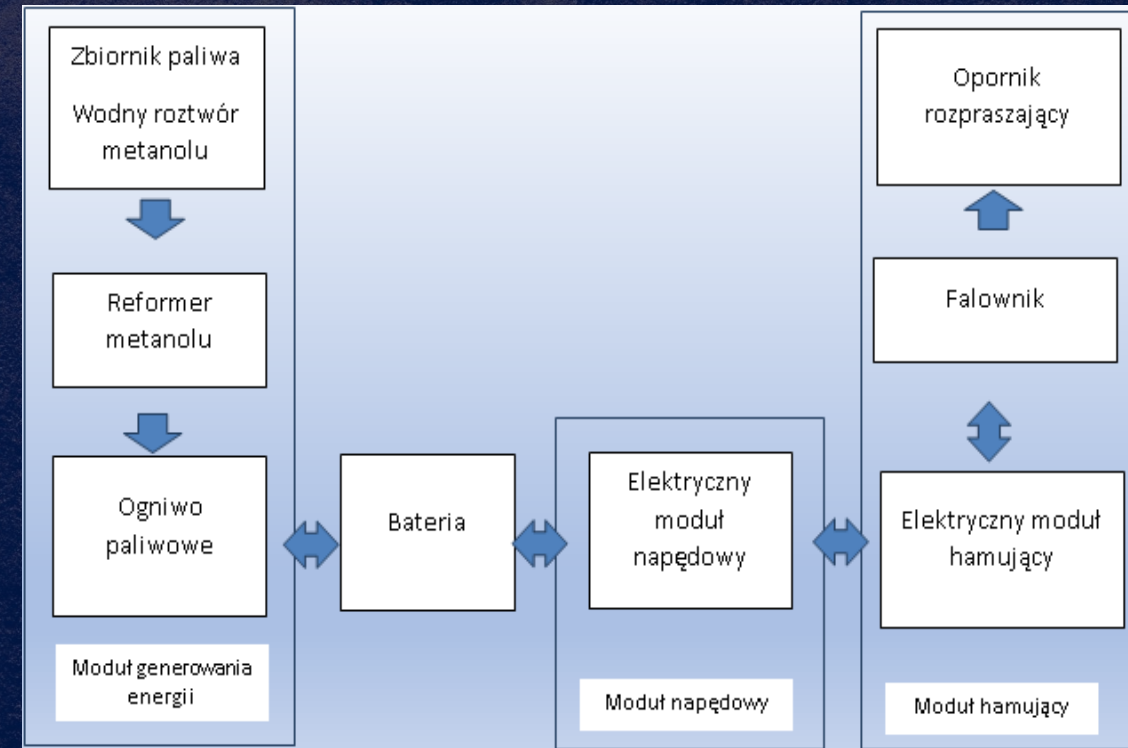 Zbiornik paliwa
Wodny roztwór
metanolu
Reformer
metanolu
Ogniwo
paliwowe
Moduł generowania
energii
Bateria
Elektryczny
moduł
napędowy
Moduł napędowy
Opornik
rozpraszający
Falownik
Elektryczny moduł
hamujący
Moduł hamujący